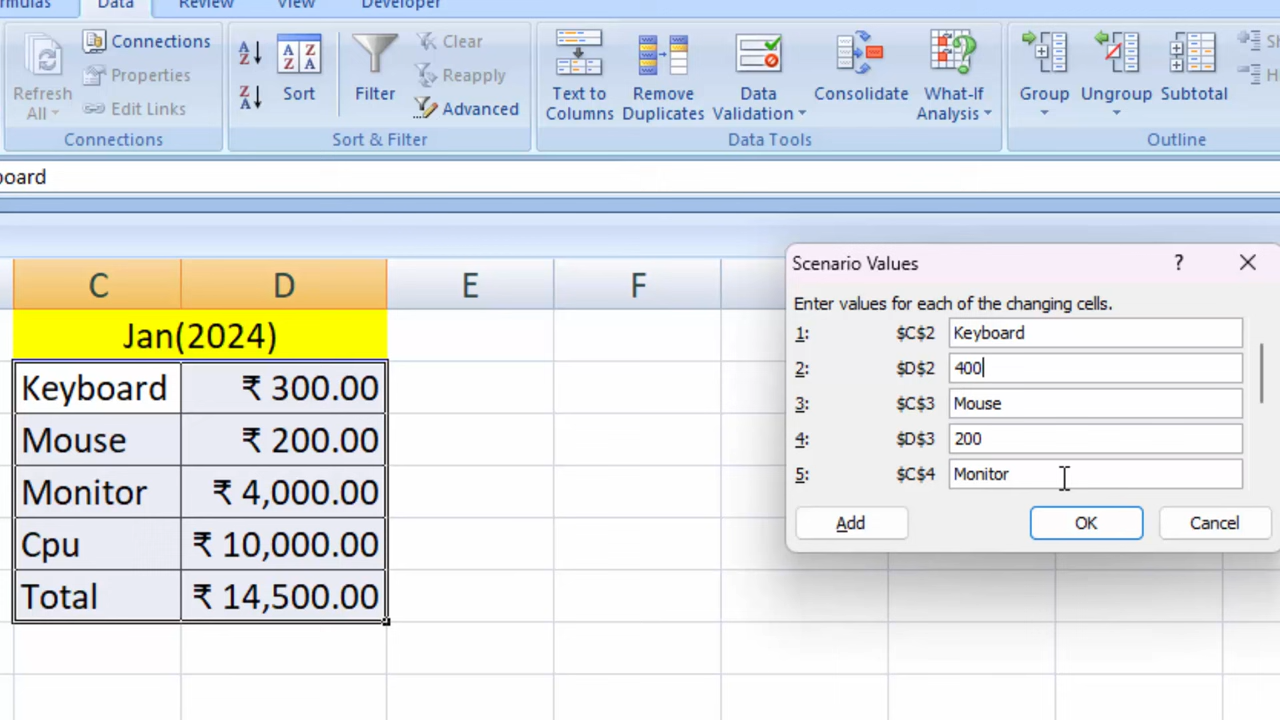 rmulas Data Review View Developer
Connections
Properties
Edit Links
Refresh
All
Connections
A
Z
Z
A
A Z
Z A
Sort
Filter
Clear
Reapply
Advanced
Sort & Filter
Text to
Columns
Remove
Duplicates
Data
Validation
Consolidate
What-If
Analysis
Data Tools
Group
Ungroup
Subtotal
Outline
oard
C D E F
Jan(2024)
Keyboard ₹ 300.00
Mouse ₹ 200.00
Monitor ₹ 4,000.00
Cpu ₹ 10,000.00
Total ₹ 14,500.00
Scenario Values ?
Enter values for each of the changing cells.
1: $C$2 Keyboard
2: $D$2 400
3: $C$3 Mouse
4: $D$3 200
5: $C$4 Monitor
Add OK Cancel